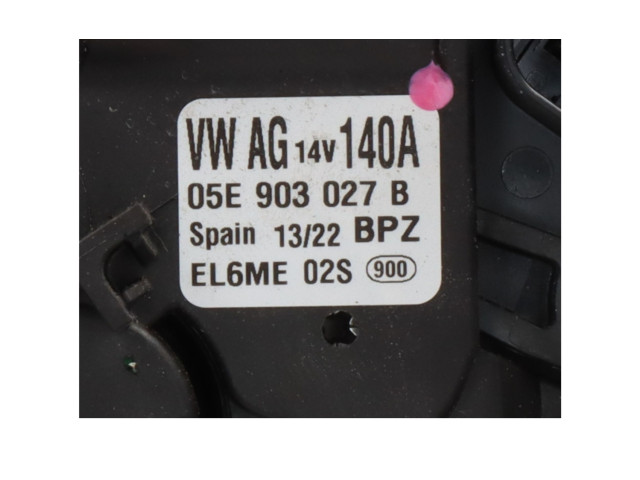 VW AG 14V 140A
05E 903 027 B
Spain 13/22 BPZ
EL6ME 02S 900